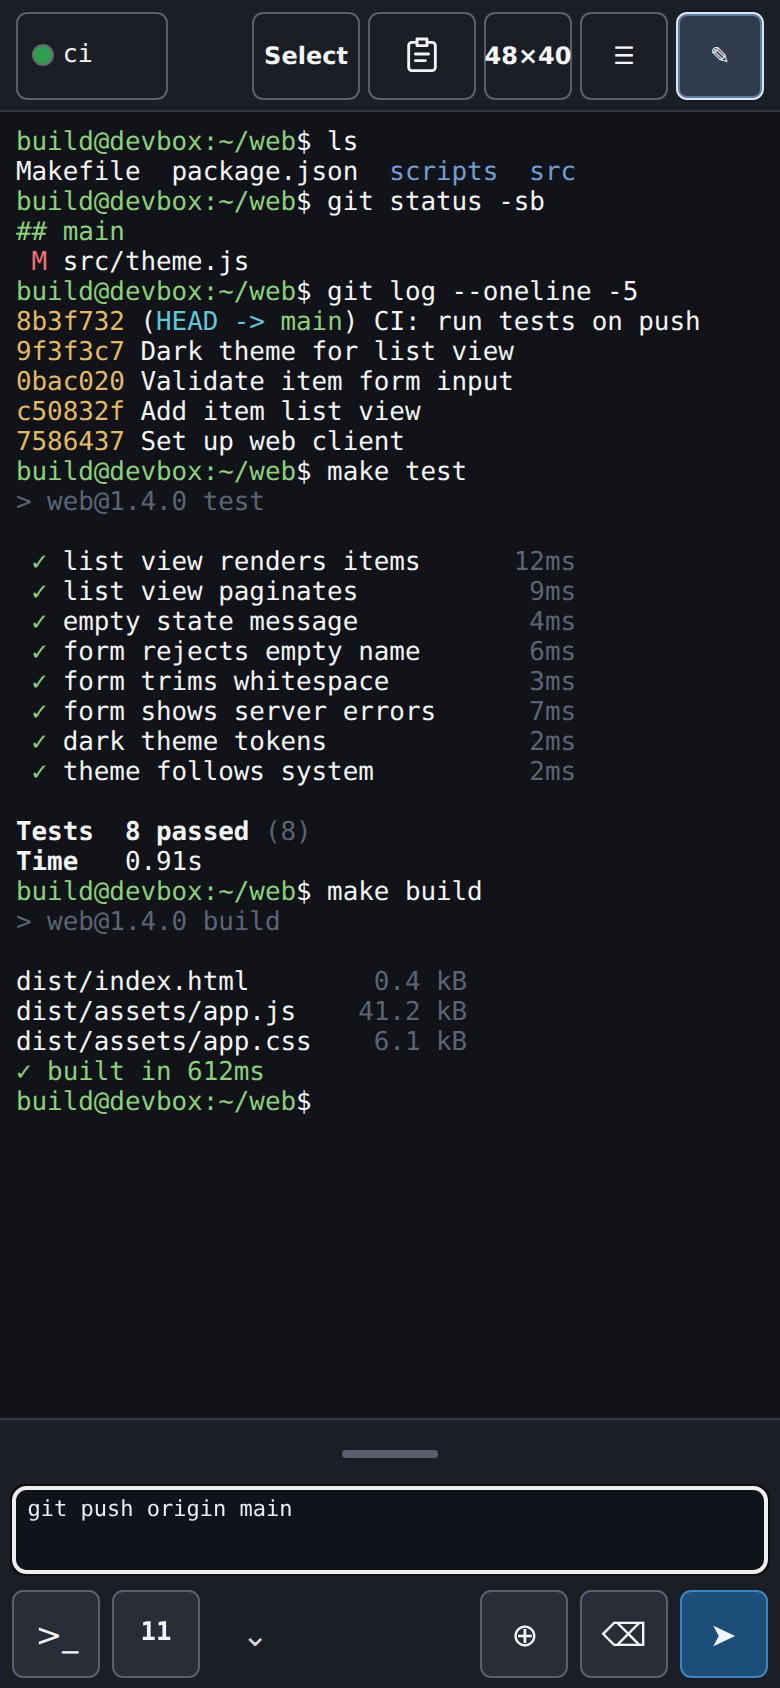 ci Select 48×40 ☰ ✎
build@devbox:~/web$ ls
Makefile  package.json  scripts  src
build@devbox:~/web$ git status -sb
## main
 M src/theme.js
build@devbox:~/web$ git log --oneline -5
8b3f732 (HEAD -> main) CI: run tests on push
9f3f3c7 Dark theme for list view
0bac020 Validate item form input
c50832f Add item list view
7586437 Set up web client
build@devbox:~/web$ make test
> web@1.4.0 test
 ✓ list view renders items      12ms
 ✓ list view paginates           9ms
 ✓ empty state message           4ms
 ✓ form rejects empty name       6ms
 ✓ form trims whitespace         3ms
 ✓ form shows server errors      7ms
 ✓ dark theme tokens             2ms
 ✓ theme follows system          2ms
Tests  8 passed (8)
Time   0.91s
build@devbox:~/web$ make build
> web@1.4.0 build
dist/index.html        0.4 kB
dist/assets/app.js    41.2 kB
dist/assets/app.css    6.1 kB
✓ built in 612ms
build@devbox:~/web$
git push origin main
>_ 11 ⌄ ⊕ ⌫ ➤